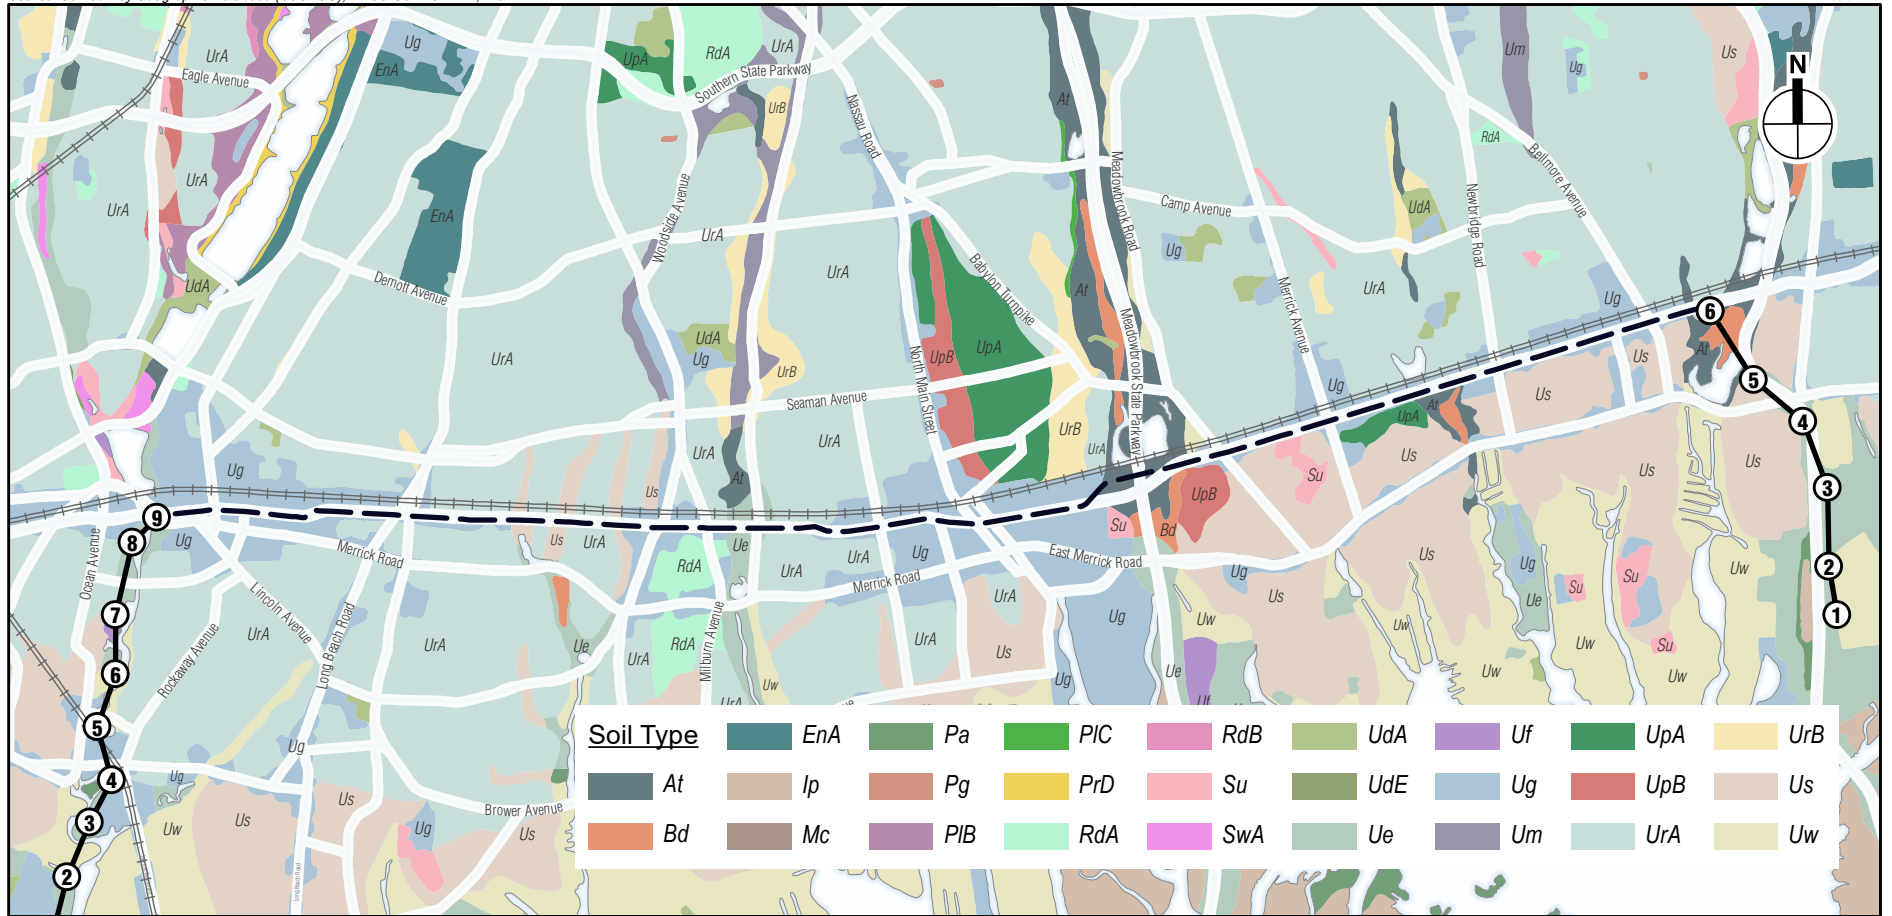 Ug
UrA
EnA
UpA
RdA
UrA
Um
Us
Eagle Avenue
Southern State Parkway
Ug
N
UrB
At
Nassau Road
RdA
Bellmore Avenue
UrA
UrA
EnA
Woodside Avenue
Meadowbrook Road
Camp Avenue
UdA
Newbridge Road
UrA
Ug
UdA
Demott Avenue
UrA
Babylon Turnpike
At
Merrick Avenue
UrA
Ug
6
UdA
Ug
UrA
UpB
UpA
North Main Street
Meadowbrook State Parkway
At
Us
UrB
Ug
5
Seaman Avenue
Us
UpA
At
4
UrB
UrA
UrA
UrA
Ug
At
Us
Us
Su
Us
Us
3
UpB
9
Su
Bd
8
Ug
Us
UrA
Ue
UrA
Ug
East Merrick Road
Ocean Avenue
Merrick Road
RdA
UrA
Merrick Road
Ug
Us
Ug
Uw
2
Su
Su
Us
Ue
UrA
1
7
Lincoln Avenue
Long Beach Road
Milburn Avenue
Ug
Uw
Uw
UrA
UrA
Ue
UrA
RdA
UrA
Us
Su
Uw
Rockaway Avenue
6
Uw
Ug
Ue
Uw
Uw
Uf
5
Ug
4
Ug
Us
3
Uw
Us
Ug
Brower Avenue
Us
2
Long Beach Road
Soil Type
EnA
Pa
PlC
RdB
UdA
Uf
UpA
UrB
At
Ip
Pg
PrD
Su
UdE
Ug
UpB
Us
Bd
Mc
PlB
RdA
SwA
Ue
Um
UrA
Uw